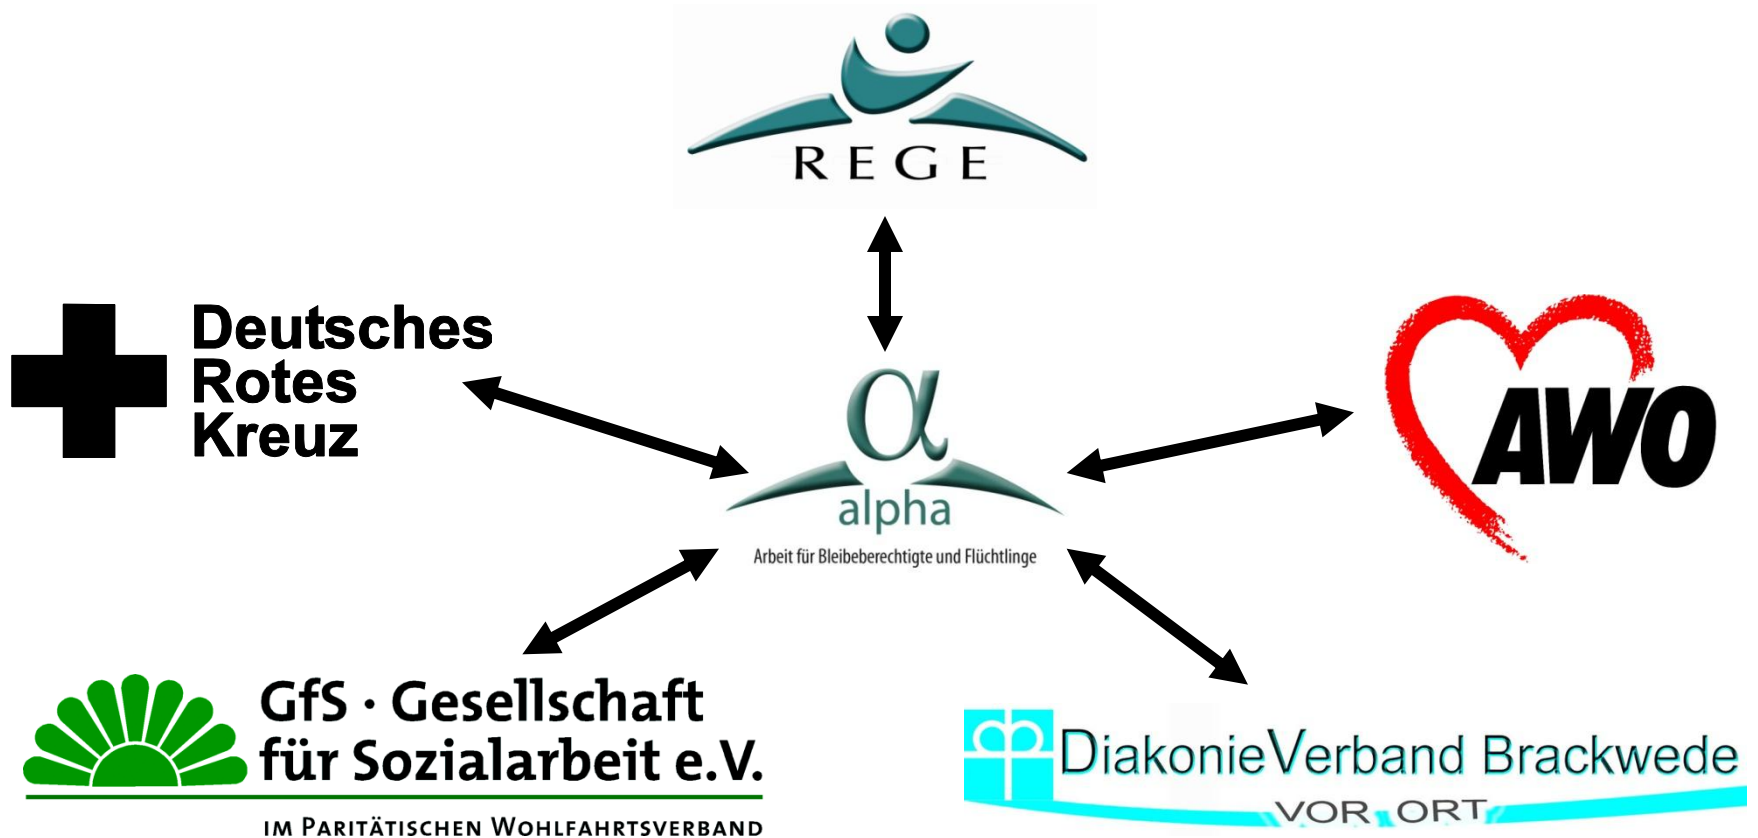 REGE
Deutsches
Rotes
Kreuz
AWO
α
alpha
Arbeit für Bleibeberechtigte und Flüchtlinge
GfS · Gesellschaft
für Sozialarbeit e.V.
IM PARITÄTISCHEN WOHLFAHRTSVERBAND
DiakonieVerband Brackwede
VOR ORT